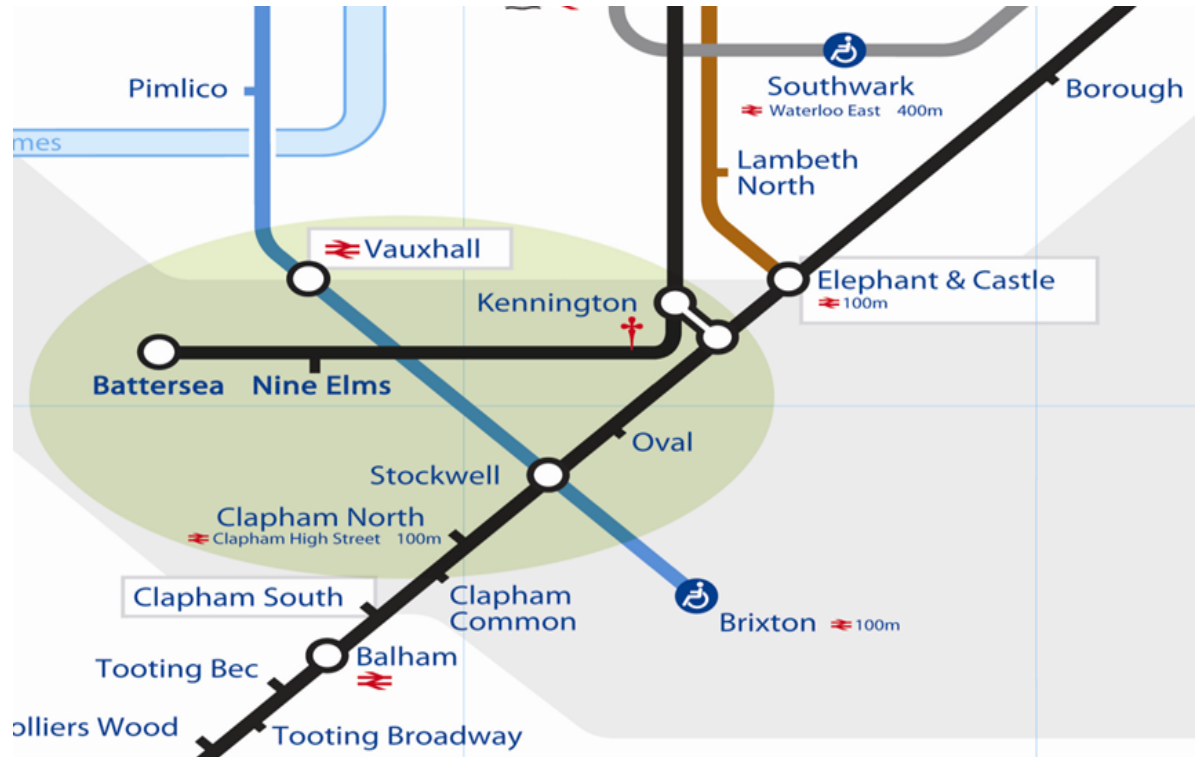 Pimlico
mes
Southwark
Waterloo East 400m
Borough
Lambeth
North
Vauxhall
Kennington
Elephant & Castle
100m
Battersea
Nine Elms
Oval
Stockwell
Clapham North
Clapham High Street 100m
Clapham South
Clapham
Common
Brixton
100m
Balham
Tooting Bec
olliers Wood
Tooting Broadway